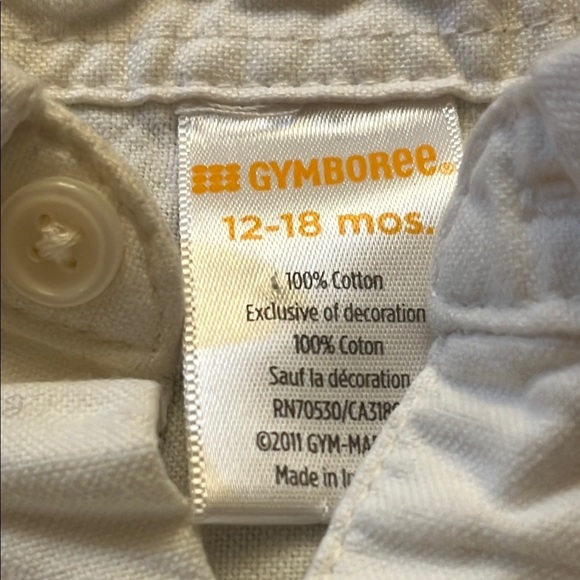 GYMBOREE®
12-18 mos.
100% Cotton
Exclusive of decoration
100% Coton
Sauf la décoration
RN70530/CA318
©2011 GYM-MA
Made in